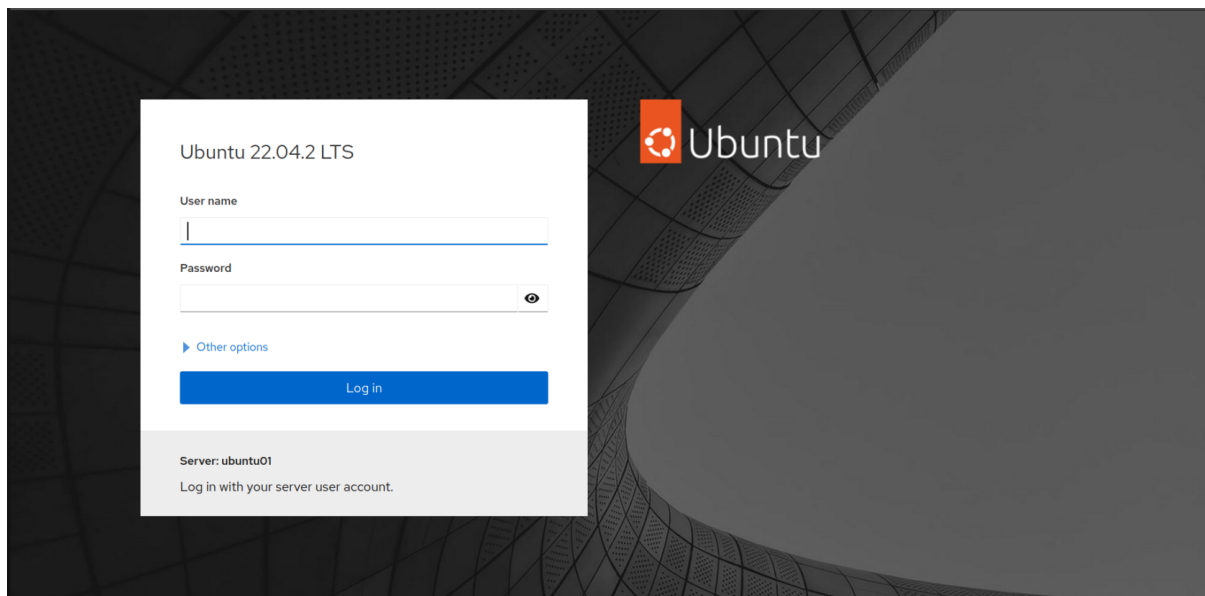 Ubuntu 22.04.2 LTS
User name
Password
Other options
Log in
Server: ubuntu01
Log in with your server user account.
Ubuntu